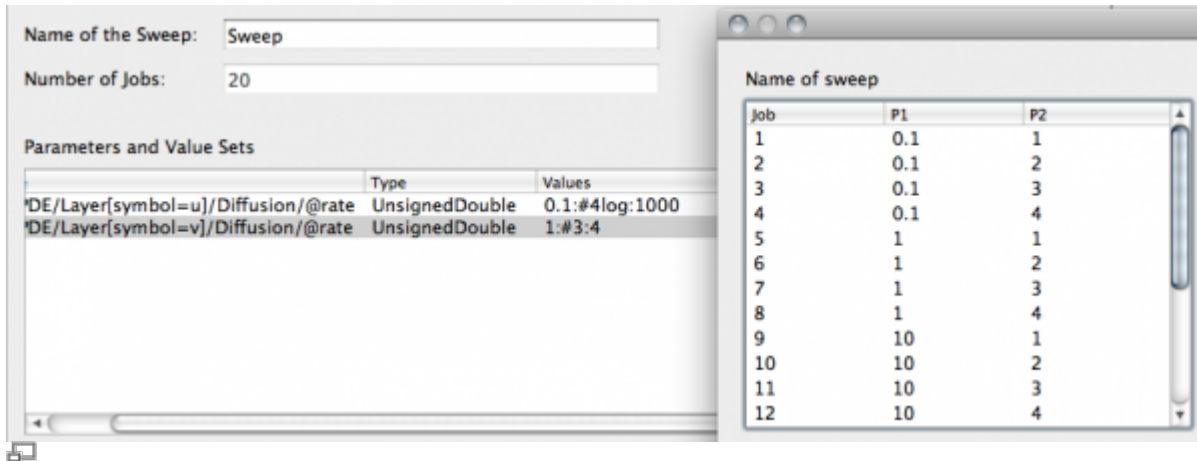 Name of the Sweep: Sweep
Number of Jobs: 20
Parameters and Value Sets
Type Values
DE/Layer[symbol=u]/Diffusion/@rate UnsignedDouble 0.1:#4log:1000
DE/Layer[symbol=v]/Diffusion/@rate UnsignedDouble 1:#3:4
Name of sweep
Job P1 P2
1 0.1 1
2 0.1 2
3 0.1 3
4 0.1 4
5 1 1
6 1 2
7 1 3
8 1 4
9 10 1
10 10 2
11 10 3
12 10 4